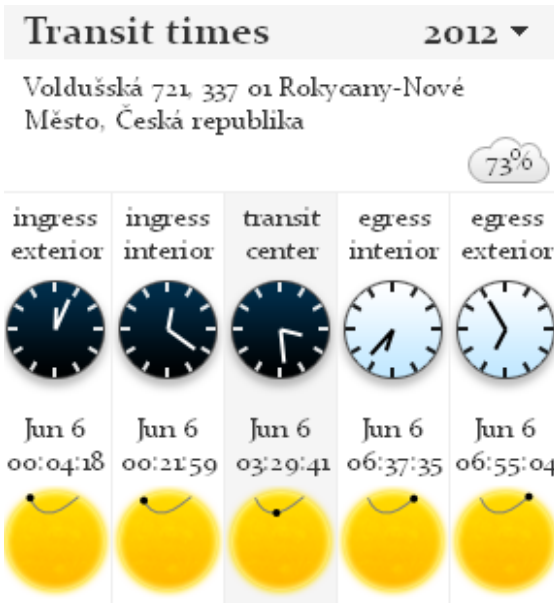 Transit times 2012
Voldušská 721, 337 01 Rokycany-Nové
Město, Česká republika
73%
ingress ingress transit egress egress
exterior interior center interior exterior
Jun 6 Jun 6 Jun 6 Jun 6 Jun 6
00:04:18 00:21:59 03:29:41 06:37:35 06:55:04